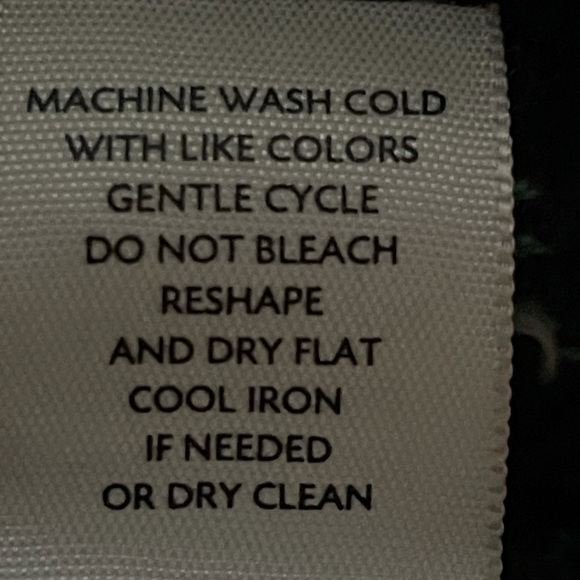 MACHINE WASH COLD
WITH LIKE COLORS
GENTLE CYCLE
DO NOT BLEACH
RESHAPE
AND DRY FLAT
COOL IRON
IF NEEDED
OR DRY CLEAN